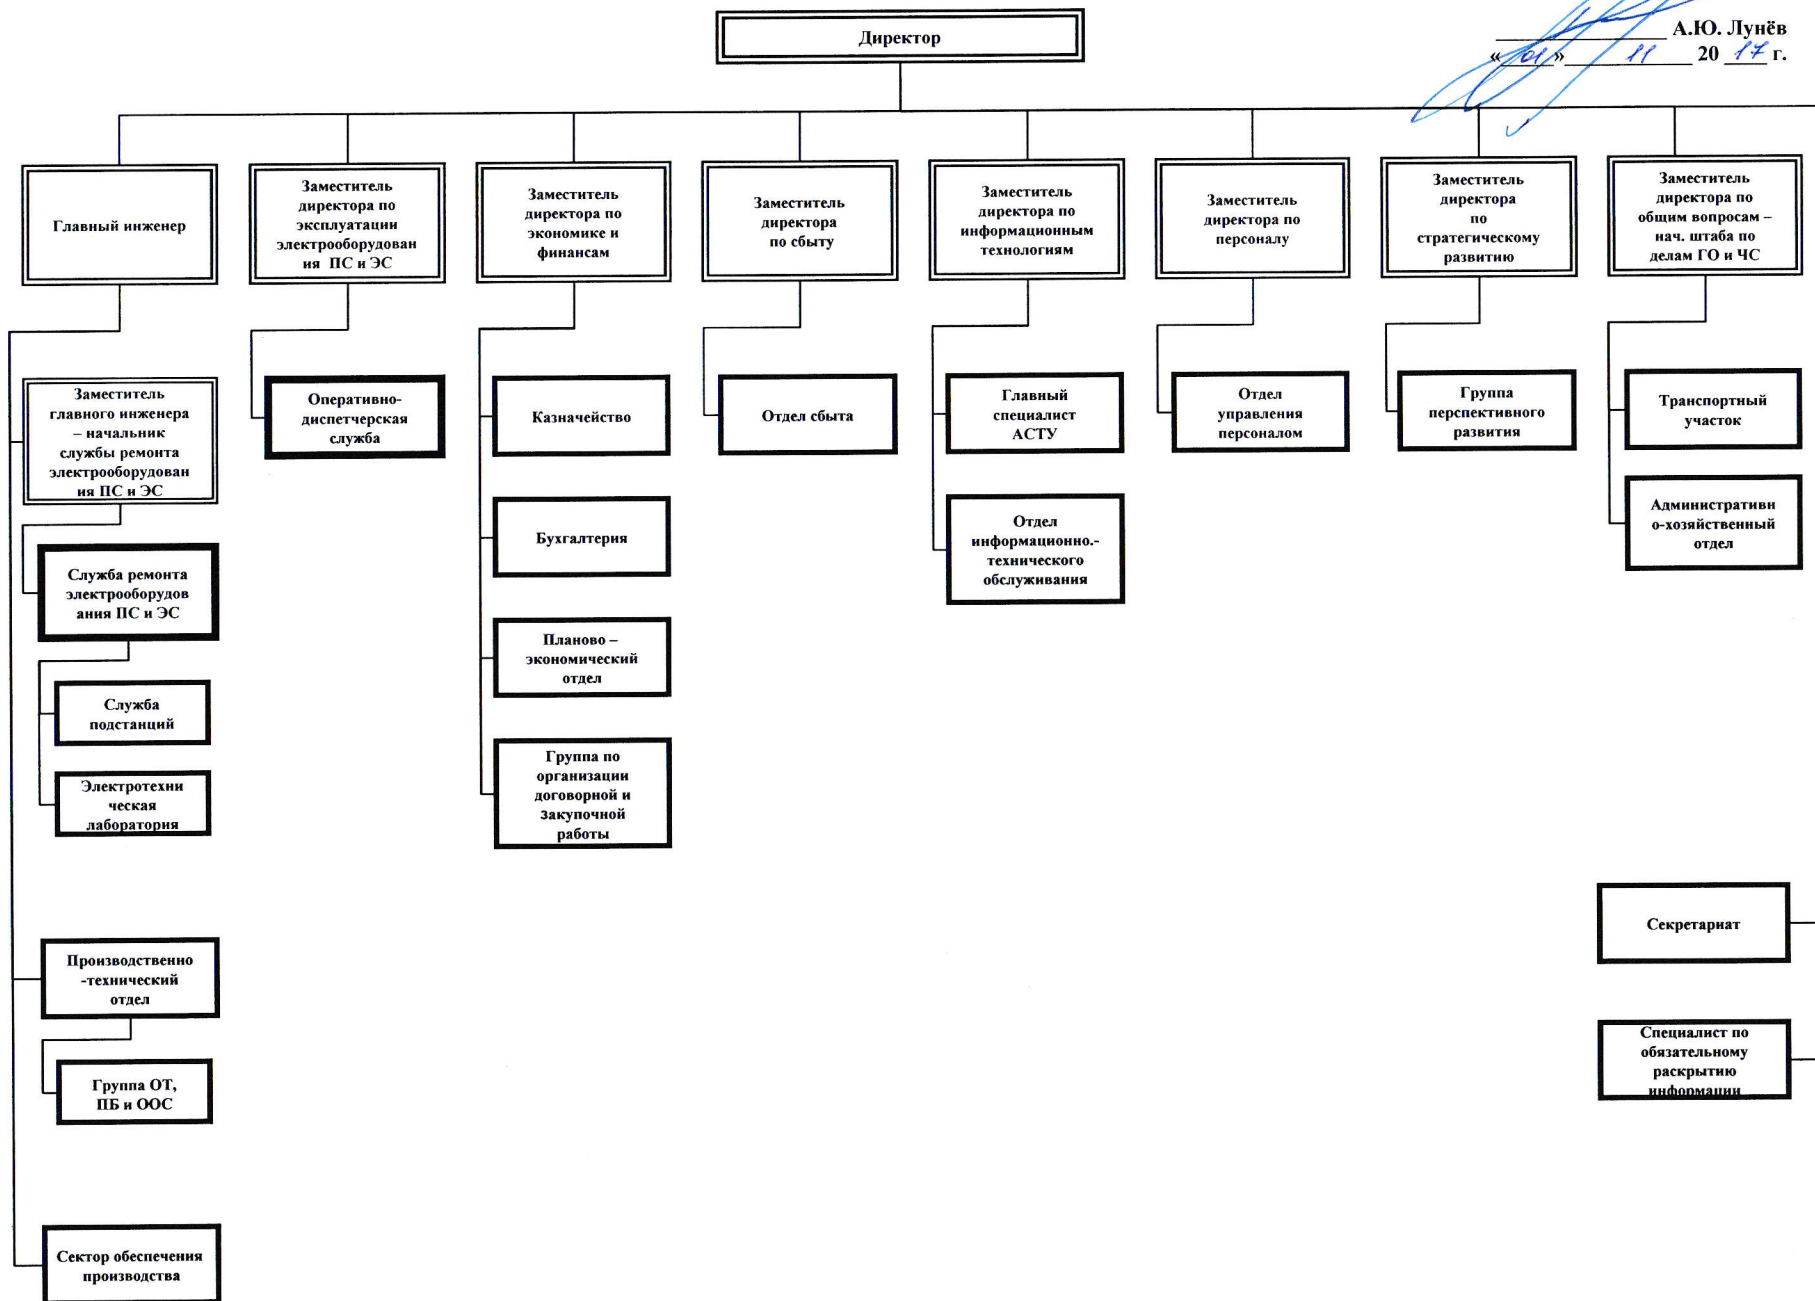 Директор
А.Ю. Лунёв
«01» 11 2017 г.
Главный инженер
Заместитель
директора по
эксплуатации
электрооборудован
ия ПС и ЭС
Заместитель
директора по
экономике и
финансам
Заместитель
директора
по сбыту
Заместитель
директора по
информационным
технологиям
Заместитель
директора по
персоналу
Заместитель
директора
по
стратегическому
развитию
Заместитель
директора по
общим вопросам –
нач. штаба по
делам ГО и ЧС
Заместитель
главного инженера
– начальник
службы ремонта
электрооборудован
ия ПС и ЭС
Служба ремонта
электрооборудов
ания ПС и ЭС
Служба
подстанций
Электротехни
ческая
лаборатория
Производственно
-технический
отдел
Группа ОТ,
ПБ и ООС
Сектор обеспечения
производства
Оперативно-
диспетчерская
служба
Казначейство
Бухгалтерия
Планово –
экономический
отдел
Группа по
организации
договорной и
закупочной
работы
Отдел сбыта
Главный
специалист
АСТУ
Отдел
информационно.-
технического
обслуживания
Отдел
управления
персоналом
Группа
перспективного
развития
Транспортный
участок
Административн
о-хозяйственный
отдел
Секретариат
Специалист по
обязательному
раскрытию
информации